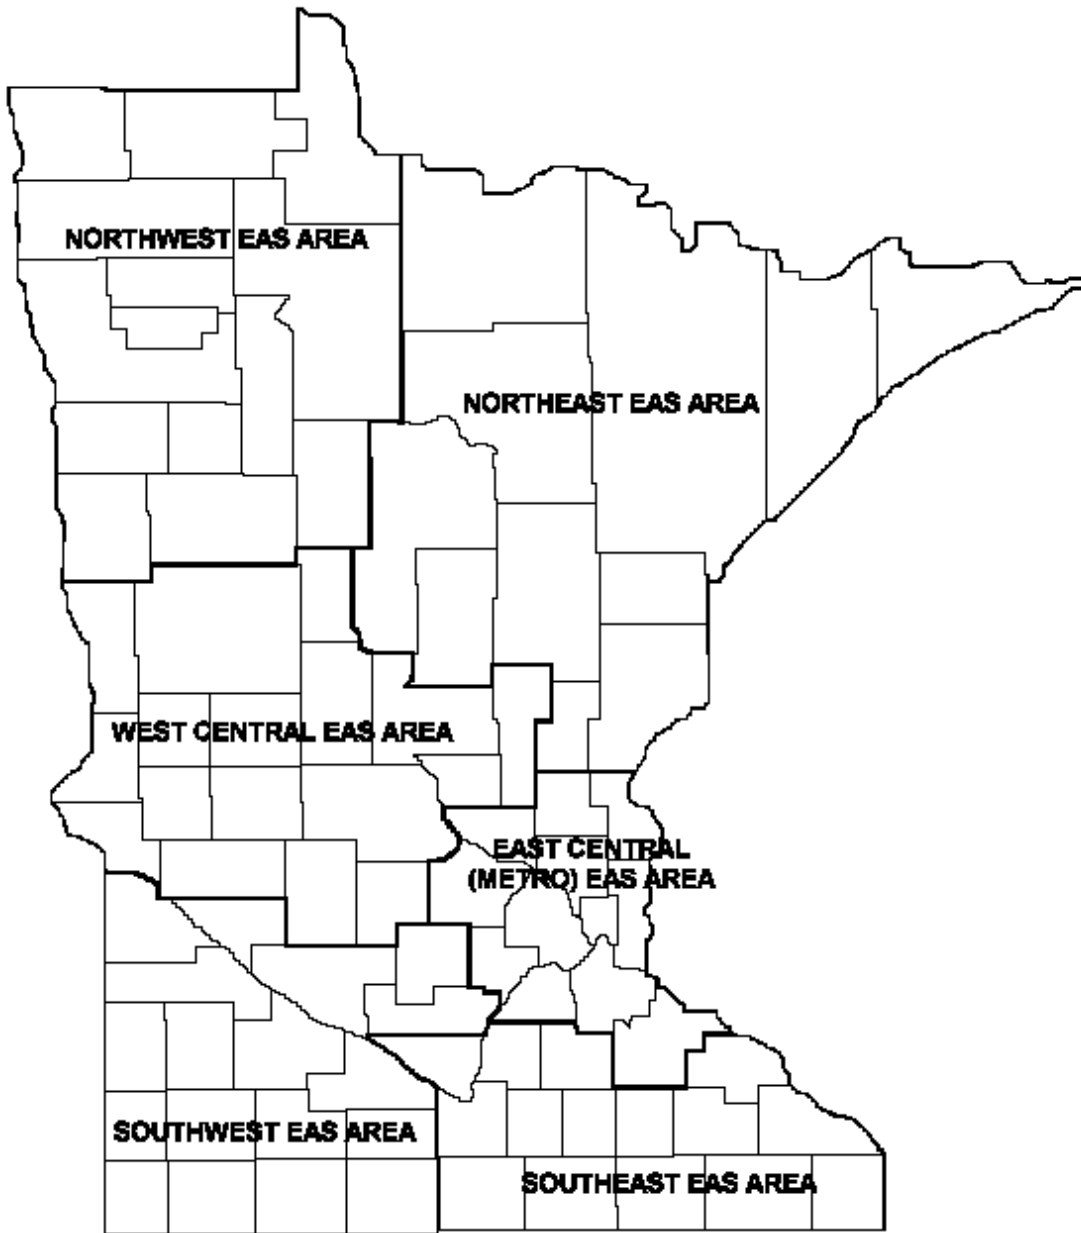 NORTHWEST EAS AREA
NORTHEAST EAS AREA
WEST CENTRAL EAS AREA
EAST CENTRAL
(METRO) EAS AREA
SOUTHWEST EAS AREA
SOUTHEAST EAS AREA